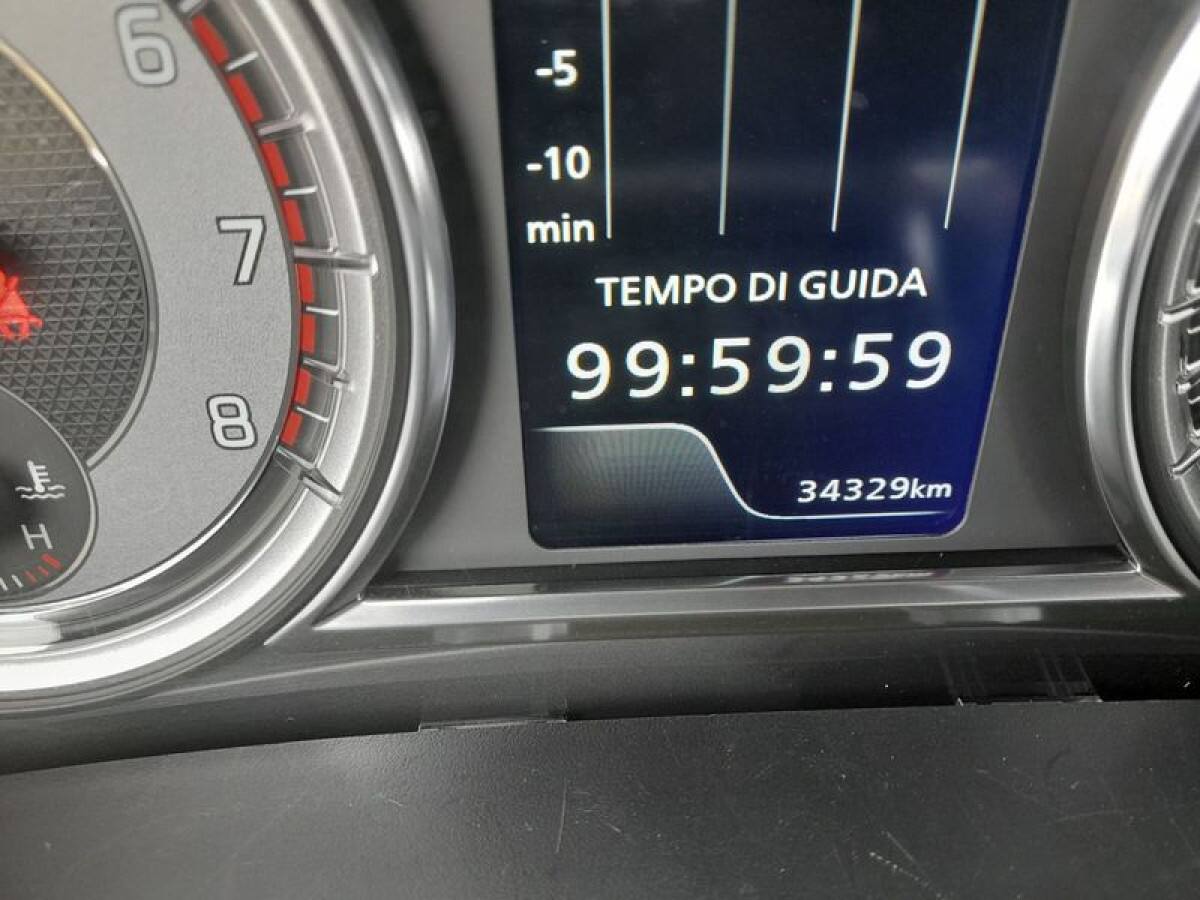 6
7
8
H
-5
-10
min
TEMPO DI GUIDA
99:59:59
34329km